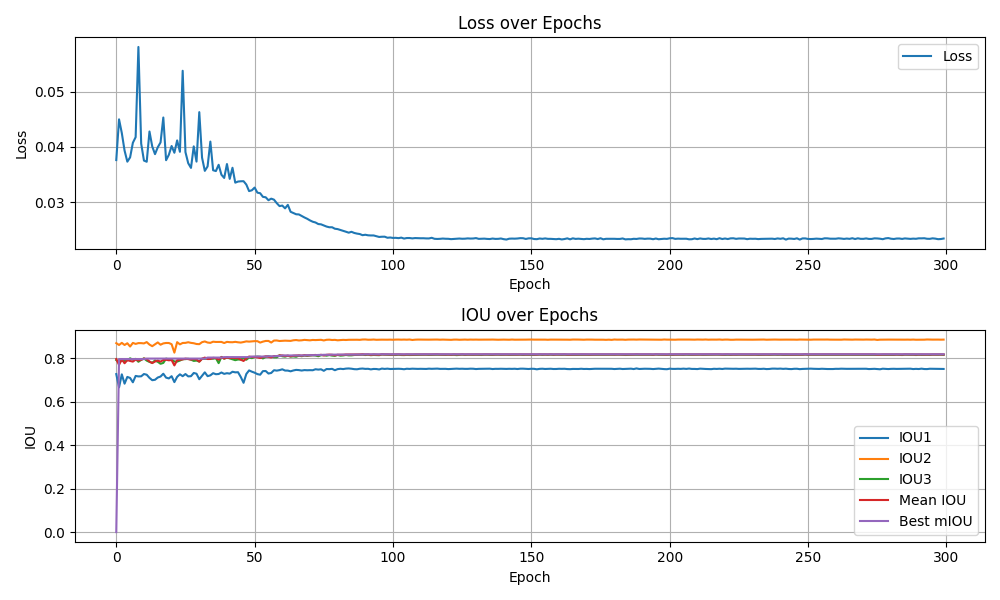 Loss over Epochs
Loss
0.05
0.04
0.03
Loss
0 50 100 150 200 250 300
Epoch
IOU over Epochs
0.8
0.6
0.4
0.2
0.0
IOU
IOU1
IOU2
IOU3
Mean IOU
Best mIOU
0 50 100 150 200 250 300
Epoch